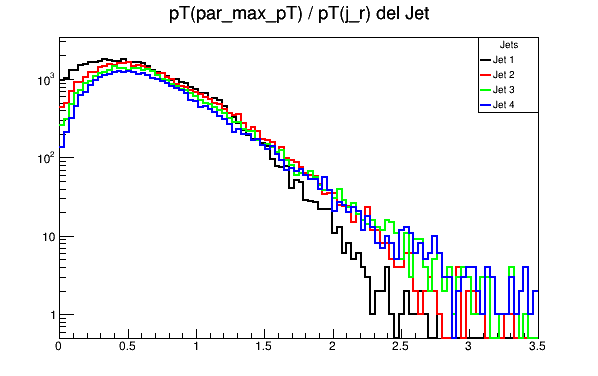 pT(par_max_pT) / pT(j_r) del Jet
Jets
Jet 1
Jet 2
Jet 3
Jet 4
10³
10²
10
1
0 0.5 1 1.5 2 2.5 3 3.5